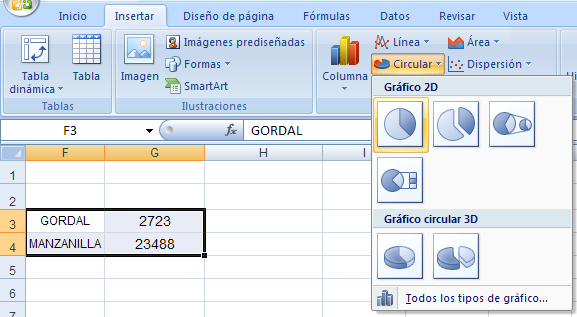 Inicio Insertar Diseño de página Fórmulas Datos Revisar Vista
Tabla dinámica Tabla
Tablas
Imagen Imágenes prediseñadas
Formas
SmartArt
Ilustraciones
Columna Línea Área
Circular Dispersión
F3 fx GORDAL
Gráfico 2D
F G H I
1
2
3 GORDAL 2723
4 MANZANILLA 23488
5
6
7
Gráfico circular 3D
Todos los tipos de gráfico...